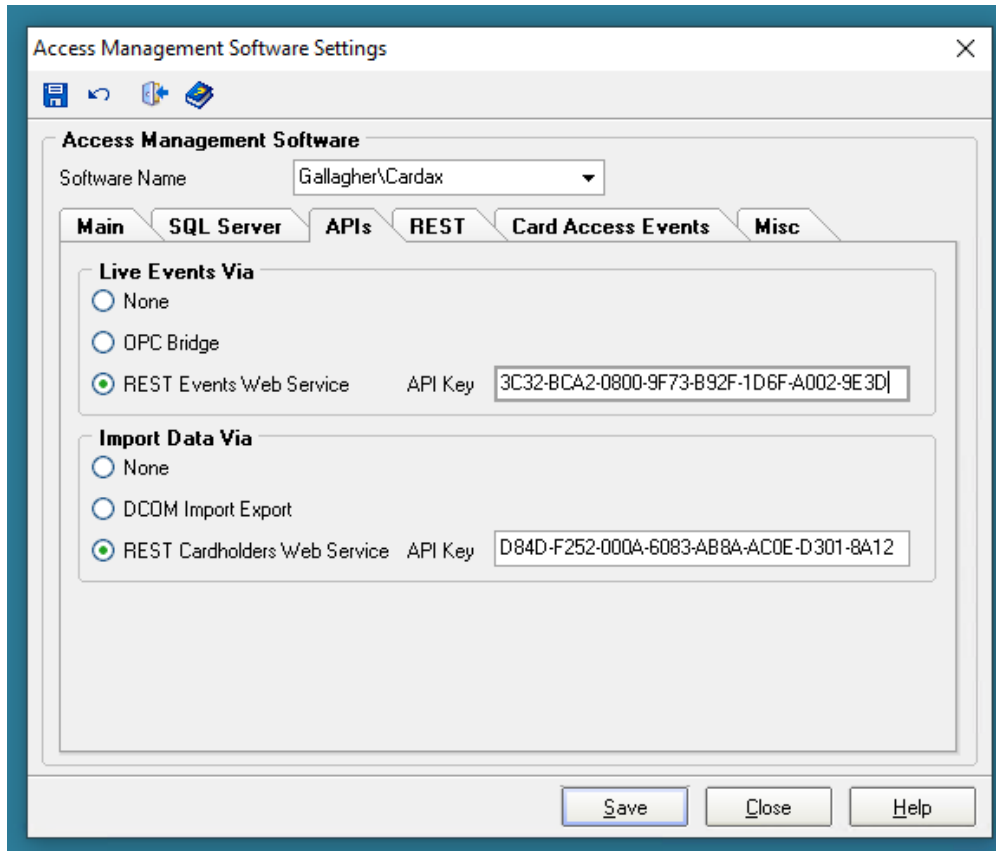 Access Management Software Settings
Access Management Software
Software Name Gallagher\Cardax
Main SQL Server APIs REST Card Access Events Misc
Live Events Via
None
OPC Bridge
REST Events Web Service API Key 3C32-BCA2-0800-9F73-B92F-1D6F-A002-9E3D
Import Data Via
None
DCOM Import Export
REST Cardholders Web Service API Key D84D-F252-000A-6083-AB8A-AC0E-D301-8A12
Save Close Help